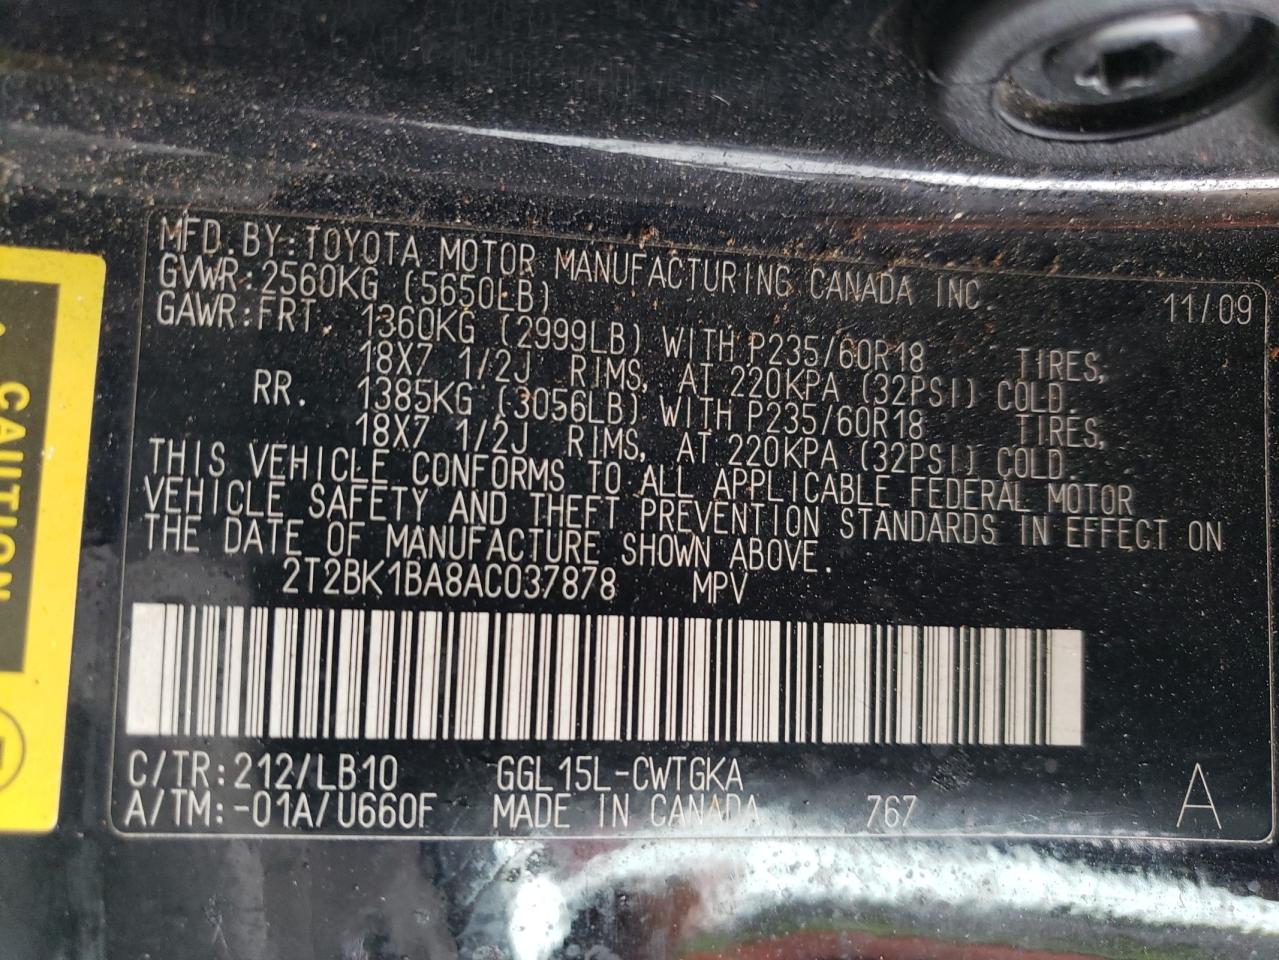 MFD.BY:TOYOTA MOTOR MANUFACTURING CANADA INC. 11/09
GVWR:2560KG (5650LB)
GAWR:FRT. 1360KG (2999LB) WITH P235/60R18 TIRES,
18X7 1/2J RIMS, AT 220KPA (32PSI) COLD.
RR. 1385KG (3056LB) WITH P235/60R18 TIRES,
18X7 1/2J RIMS, AT 220KPA (32PSI) COLD.
THIS VEHICLE CONFORMS TO ALL APPLICABLE FEDERAL MOTOR
VEHICLE SAFETY AND THEFT PREVENTION STANDARDS IN EFFECT ON
THE DATE OF MANUFACTURE SHOWN ABOVE.
2T2BK1BA8AC037878 MPV
C/TR:212/LB10 GGL15L-CWTGKA
A/TM:-01A/U660F MADE IN CANADA 767 A
CAUTION